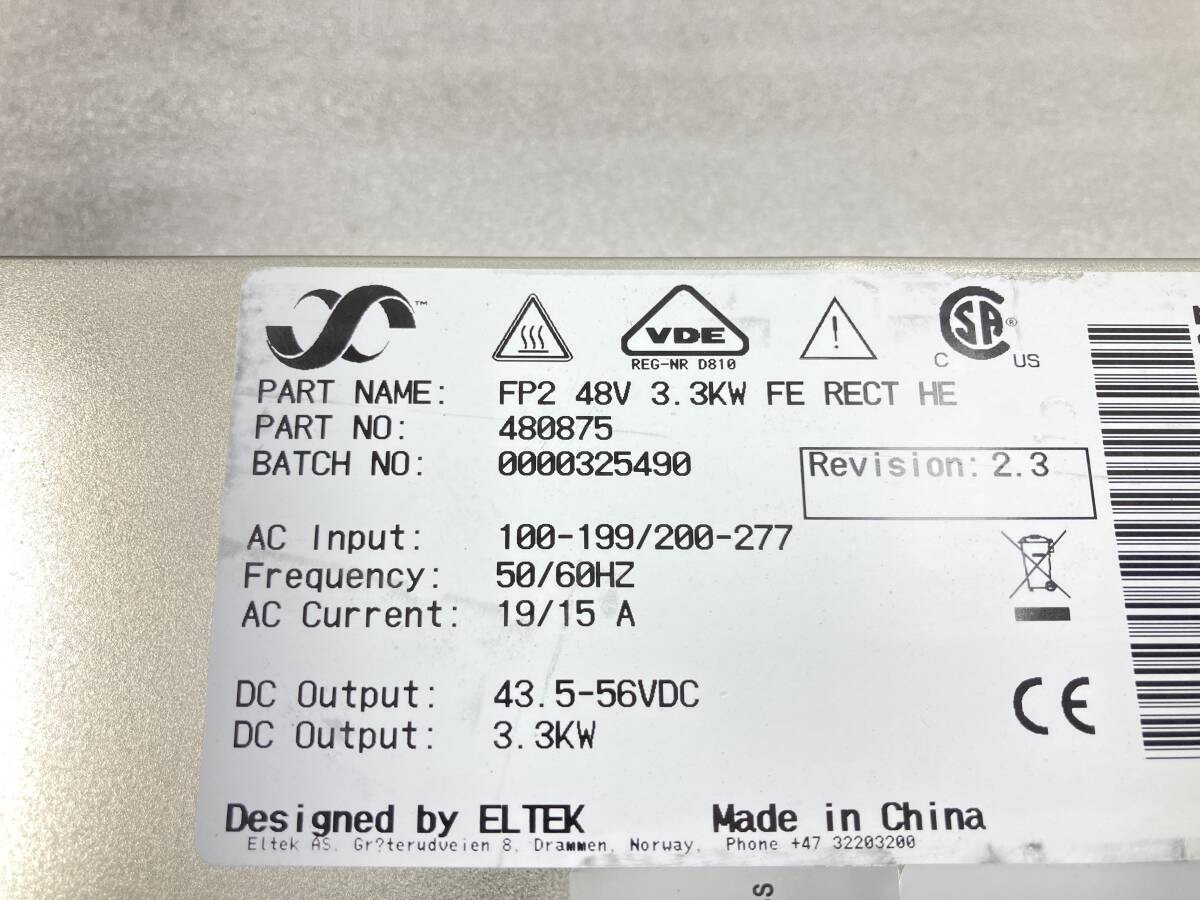 ™
VDE
REG-NR D810
SA®
C US
PART NAME: FP2 48V 3.3KW FE RECT HE
PART NO: 480875
BATCH NO: 0000325490
Revision: 2.3
AC Input: 100-199/200-277
Frequency: 50/60HZ
AC Current: 19/15 A
DC Output: 43.5-56VDC
DC Output: 3.3KW
CE
Designed by ELTEK Made in China
Eltek AS, Gr?terudveien 8, Drammen, Norway, Phone +47 32203200